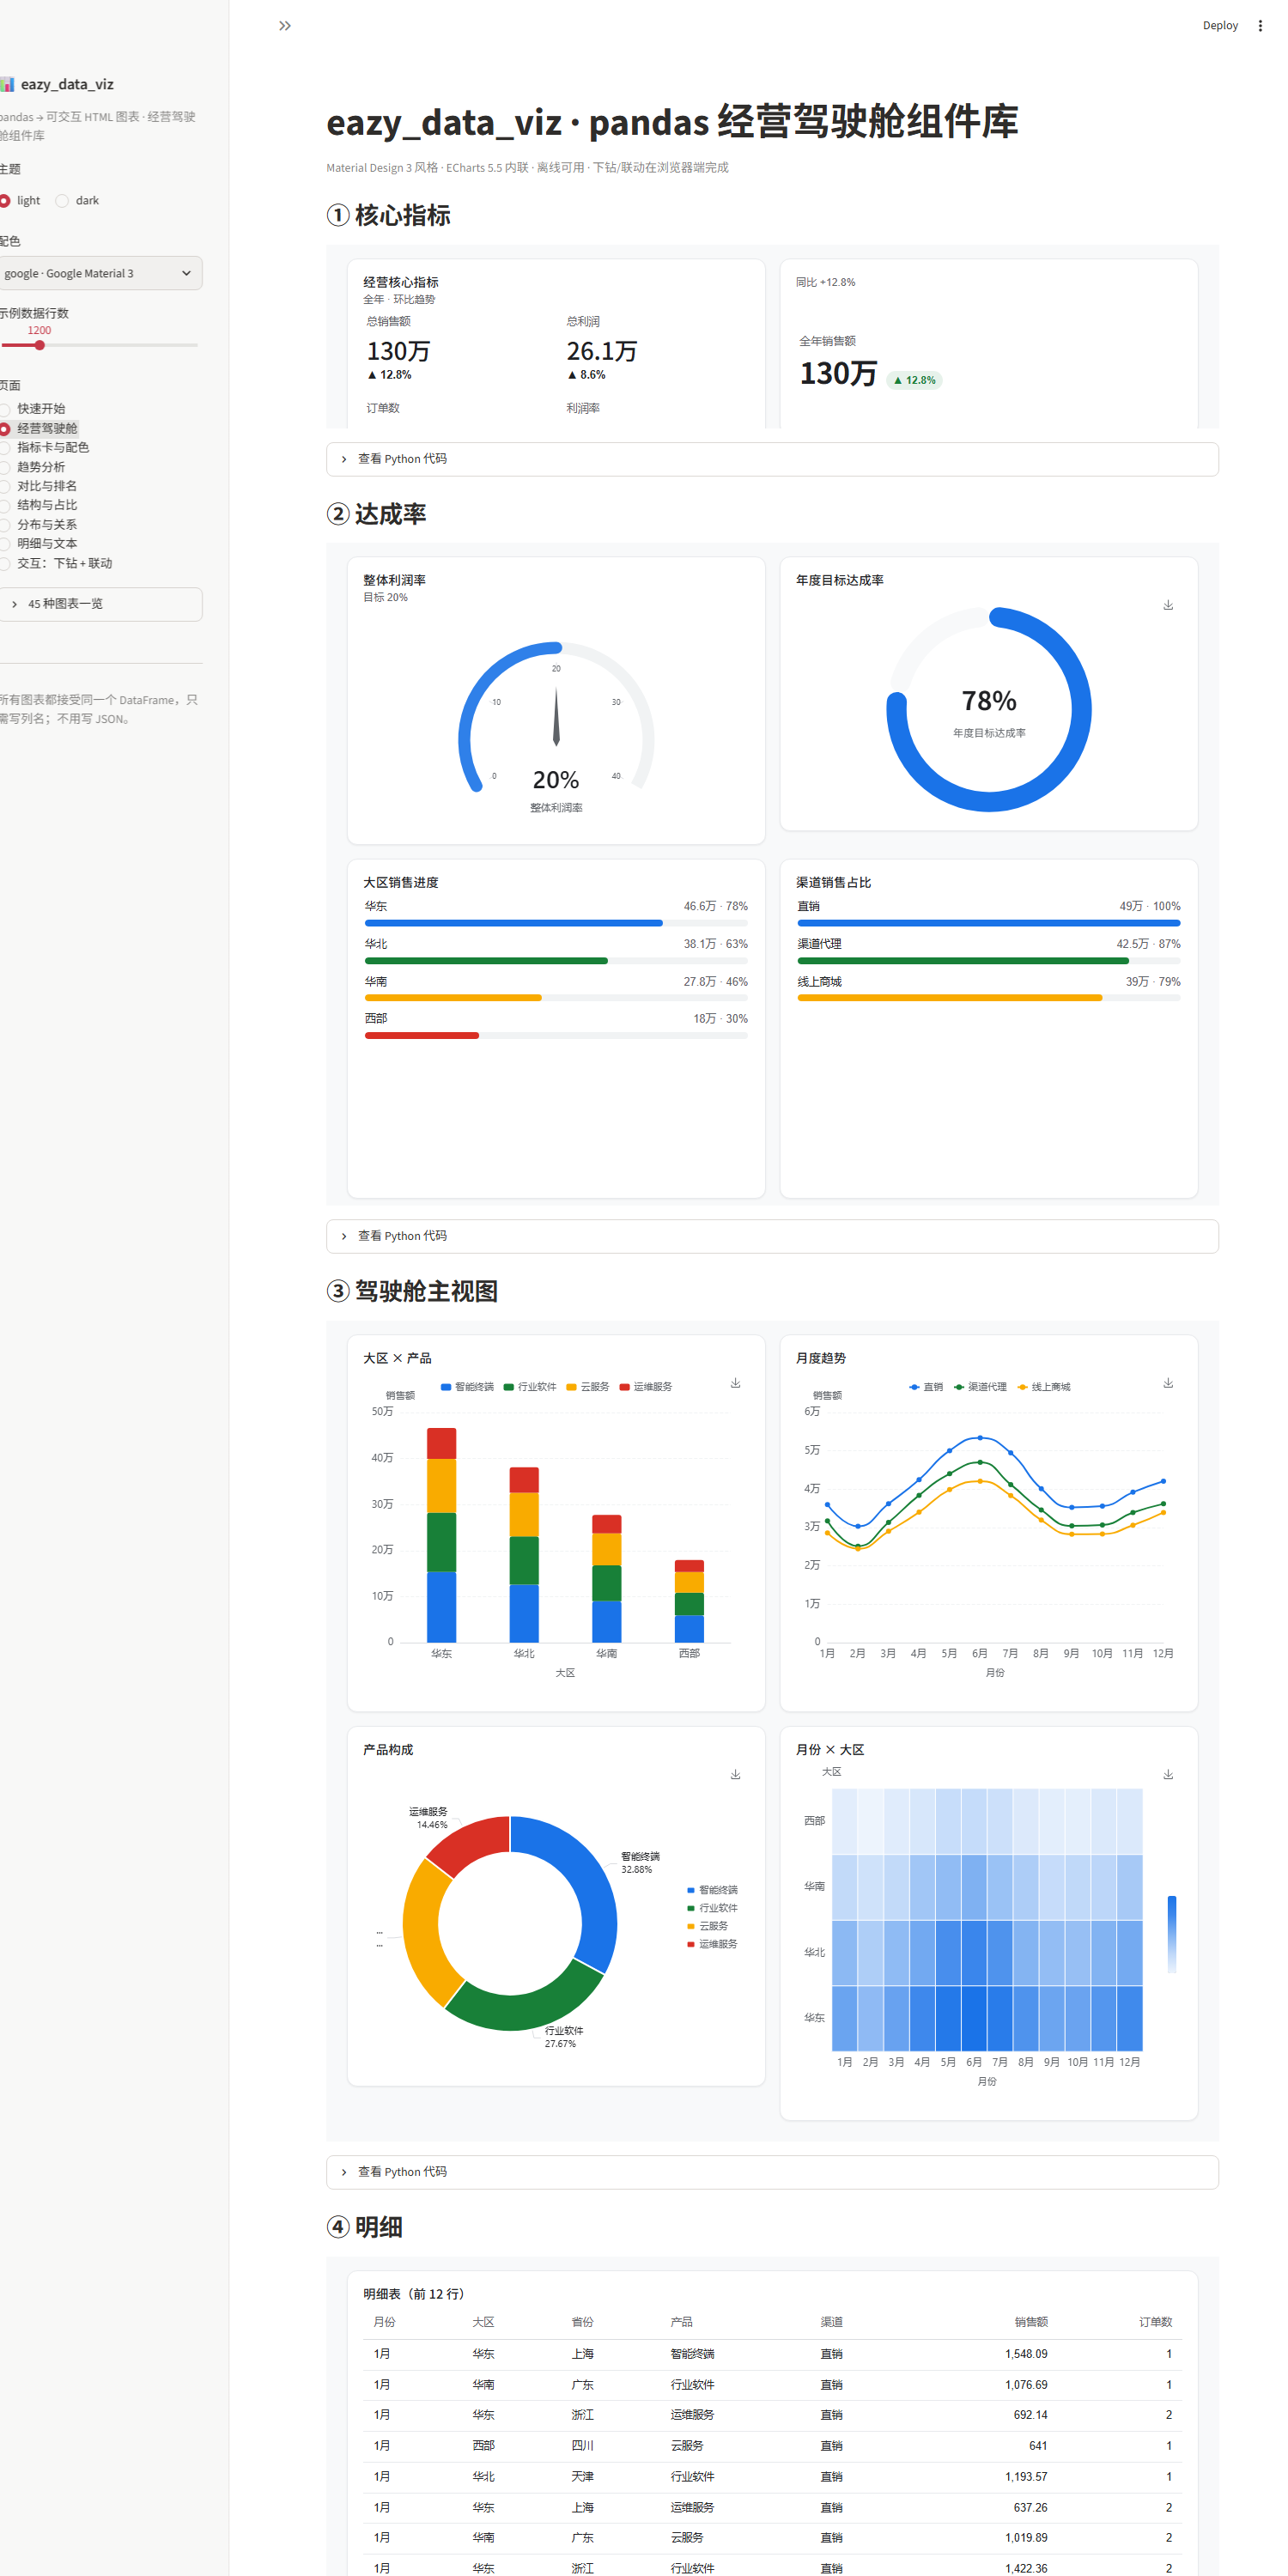 Deploy
eazy_data_viz
pandas → 可交互 HTML 图表 · 经营驾驶
舱组件库
主题
light
dark
配色
google · Google Material 3
示例数据行数
1200
页面
快速开始
经营驾驶舱
指标卡与配色
趋势分析
对比与排名
结构与占比
分布与关系
明细与文本
交互：下钻 + 联动
45 种图表一览
所有图表都接受同一个 DataFrame，只
需写列名；不用写 JSON。
eazy_data_viz · pandas 经营驾驶舱组件库
Material Design 3 风格 · ECharts 5.5 内联 · 离线可用 · 下钻/联动在浏览器端完成
① 核心指标
经营核心指标
全年 · 环比趋势
总销售额
130万
▲ 12.8%
总利润
26.1万
▲ 8.6%
订单数
利润率
同比 +12.8%
全年销售额
130万 ▲ 12.8%
查看 Python 代码
② 达成率
整体利润率
目标 20%
0
10
20
30
40
20%
整体利润率
年度目标达成率
78%
年度目标达成率
大区销售进度
华东 46.6万 · 78%
华北 38.1万 · 63%
华南 27.8万 · 46%
西部 18万 · 30%
渠道销售占比
直销 49万 · 100%
渠道代理 42.5万 · 87%
线上商城 39万 · 79%
查看 Python 代码
③ 驾驶舱主视图
大区 × 产品
智能终端 行业软件 云服务 运维服务
销售额
50万
40万
30万
20万
10万
0
华东 华北 华南 西部
大区
月度趋势
直销 渠道代理 线上商城
销售额
6万
5万
4万
3万
2万
1万
0
1月 2月 3月 4月 5月 6月 7月 8月 9月 10月 11月 12月
月份
产品构成
运维服务
14.46%
智能终端
32.88%
...
...
行业软件
27.67%
智能终端
行业软件
云服务
运维服务
月份 × 大区
大区
西部
华南
华北
华东
1月 2月 3月 4月 5月 6月 7月 8月 9月 10月 11月 12月
月份
查看 Python 代码
④ 明细
明细表（前 12 行）
月份 大区 省份 产品 渠道 销售额 订单数
1月 华东 上海 智能终端 直销 1,548.09 1
1月 华南 广东 行业软件 直销 1,076.69 1
1月 华东 浙江 运维服务 直销 692.14 2
1月 西部 四川 云服务 直销 641 1
1月 华北 天津 行业软件 直销 1,193.57 1
1月 华东 上海 运维服务 直销 637.26 2
1月 华南 广东 云服务 直销 1,019.89 2
1月 华东 浙江 行业软件 直销 1,422.36 2